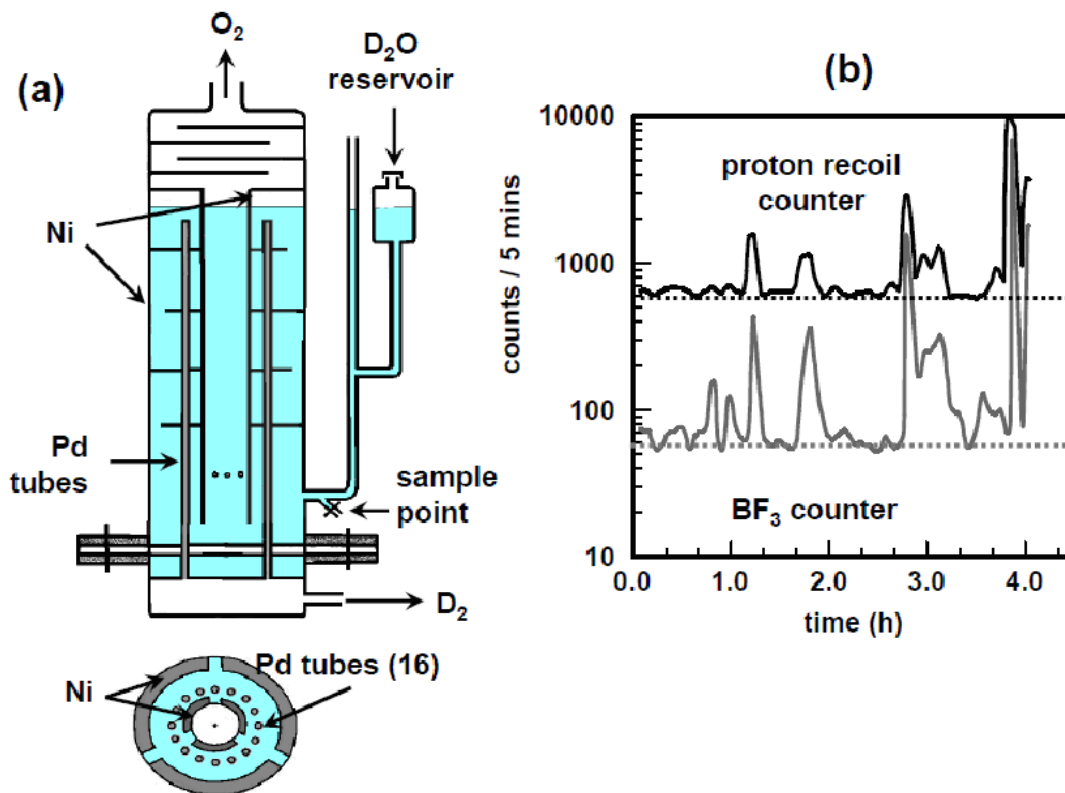 (a)
O₂
D₂O
reservoir
Ni
Pd
tubes
sample
point
D₂
Pd tubes (16)
Ni
(b)
10000
1000
100
10
counts / 5 mins
proton recoil
counter
BF₃ counter
0.0 1.0 2.0 3.0 4.0
time (h)